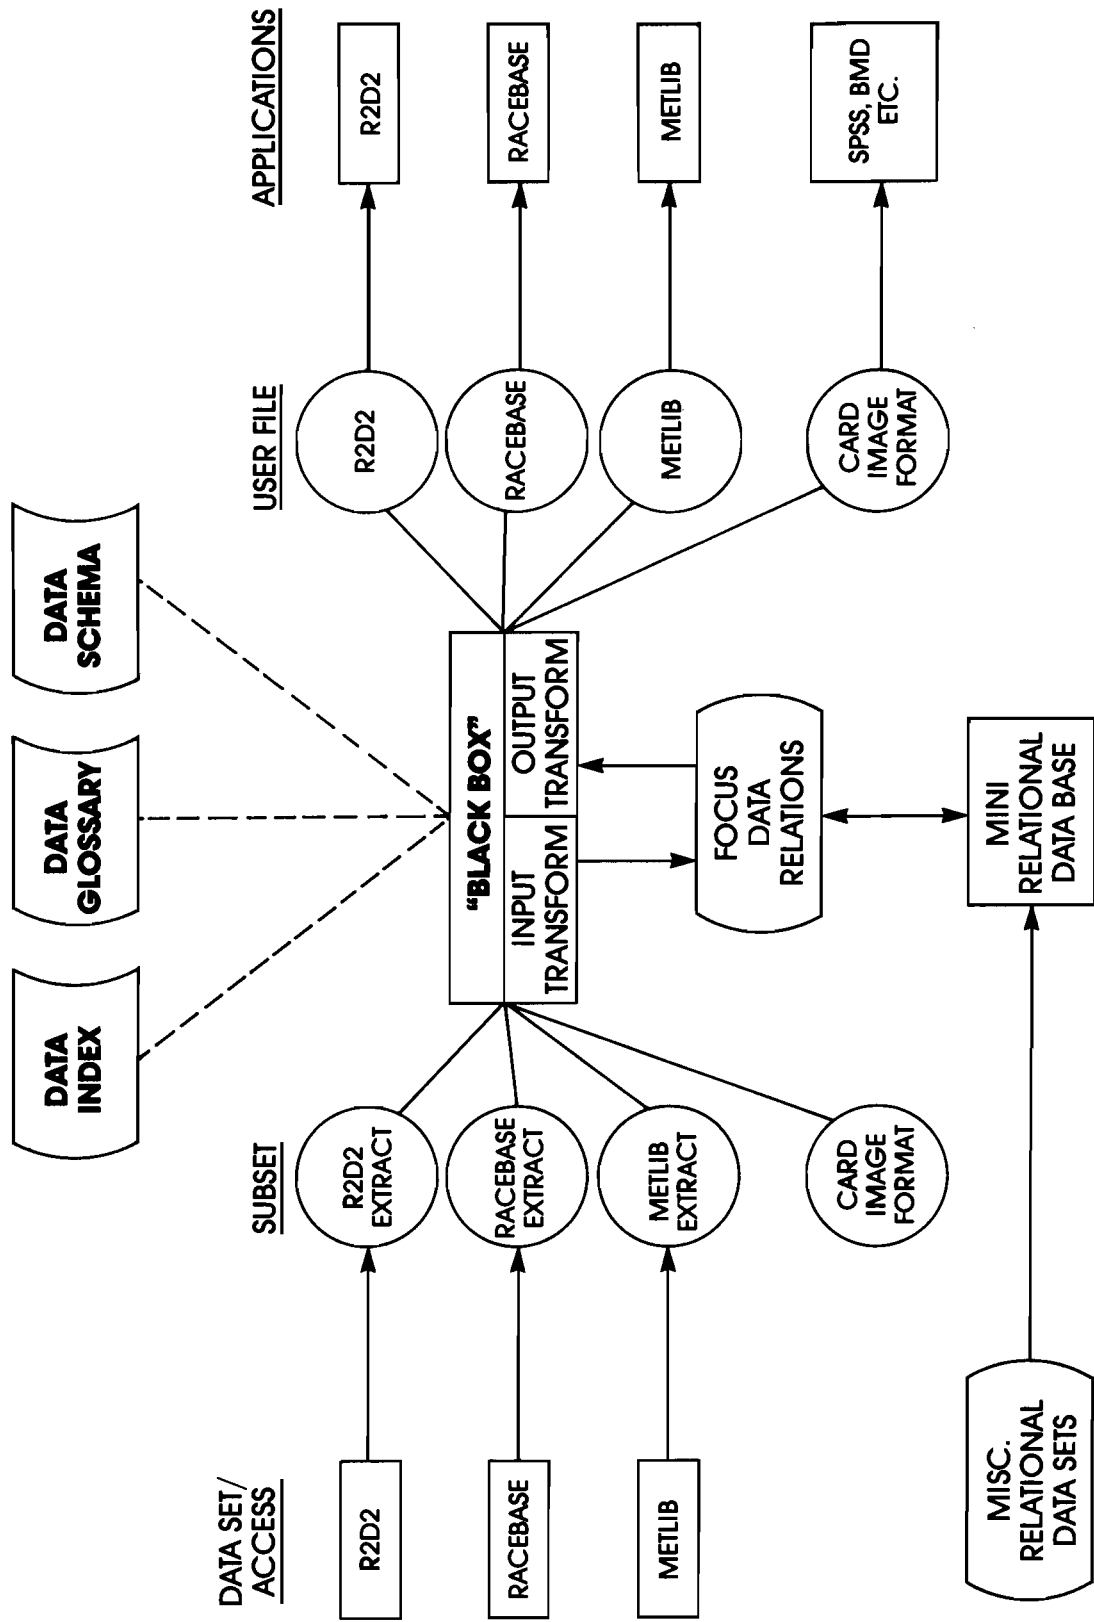 DATA
INDEX
DATA
GLOSSARY
DATA
SCHEMA
DATA SET/
ACCESS
SUBSET
USER FILE
APPLICATIONS
R2D2
R2D2
EXTRACT
R2D2
R2D2
"BLACK BOX"
INPUT
TRANSFORM
OUTPUT
TRANSFORM
RACEBASE
RACEBASE
EXTRACT
RACEBASE
RACEBASE
METLIB
METLIB
EXTRACT
METLIB
METLIB
FOCUS
DATA
RELATIONS
CARD
IMAGE
FORMAT
CARD
IMAGE
FORMAT
SPSS, BMD
ETC.
MISC.
RELATIONAL
DATA SETS
MINI
RELATIONAL
DATA BASE